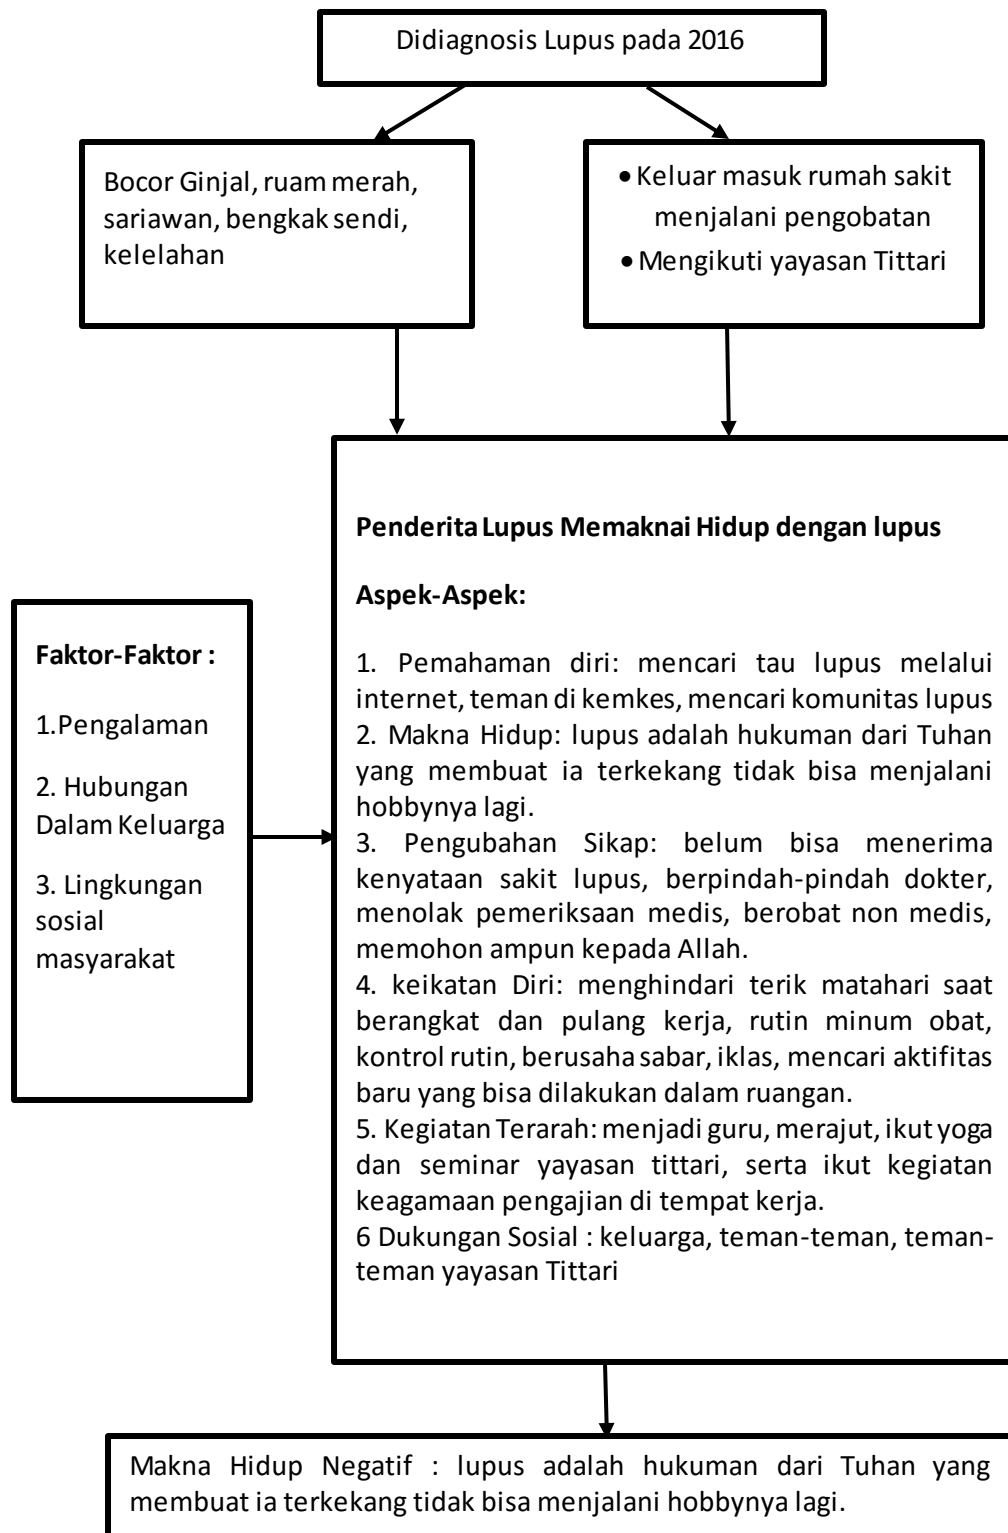 Didiagnosis Lupus pada 2016
Bocor Ginjal, ruam merah,
sariawan, bengkak sendi,
kelelahan
• Keluar masuk rumah sakit
menjalani pengobatan
• Mengikuti yayasan Tittari
Penderita Lupus Memaknai Hidup dengan lupus
Aspek-Aspek:
1. Pemahaman diri: mencari tau lupus melalui
internet, teman di kemkes, mencari komunitas lupus
2. Makna Hidup: lupus adalah hukuman dari Tuhan
yang membuat ia terkekang tidak bisa menjalani
hobbynya lagi.
3. Pengubahan Sikap: belum bisa menerima
kenyataan sakit lupus, berpindah-pindah dokter,
menolak pemeriksaan medis, berobat non medis,
memohon ampun kepada Allah.
4. keikatan Diri: menghindari terik matahari saat
berangkat dan pulang kerja, rutin minum obat,
kontrol rutin, berusaha sabar, iklas, mencari aktifitas
baru yang bisa dilakukan dalam ruangan.
5. Kegiatan Terarah: menjadi guru, merajut, ikut yoga
dan seminar yayasan tittari, serta ikut kegiatan
keagamaan pengajian di tempat kerja.
6 Dukungan Sosial : keluarga, teman-teman, teman-
teman yayasan Tittari
Faktor-Faktor :
1.Pengalaman
2. Hubungan
Dalam Keluarga
3. Lingkungan
sosial
masyarakat
Makna Hidup Negatif : lupus adalah hukuman dari Tuhan yang
membuat ia terkekang tidak bisa menjalani hobbynya lagi.